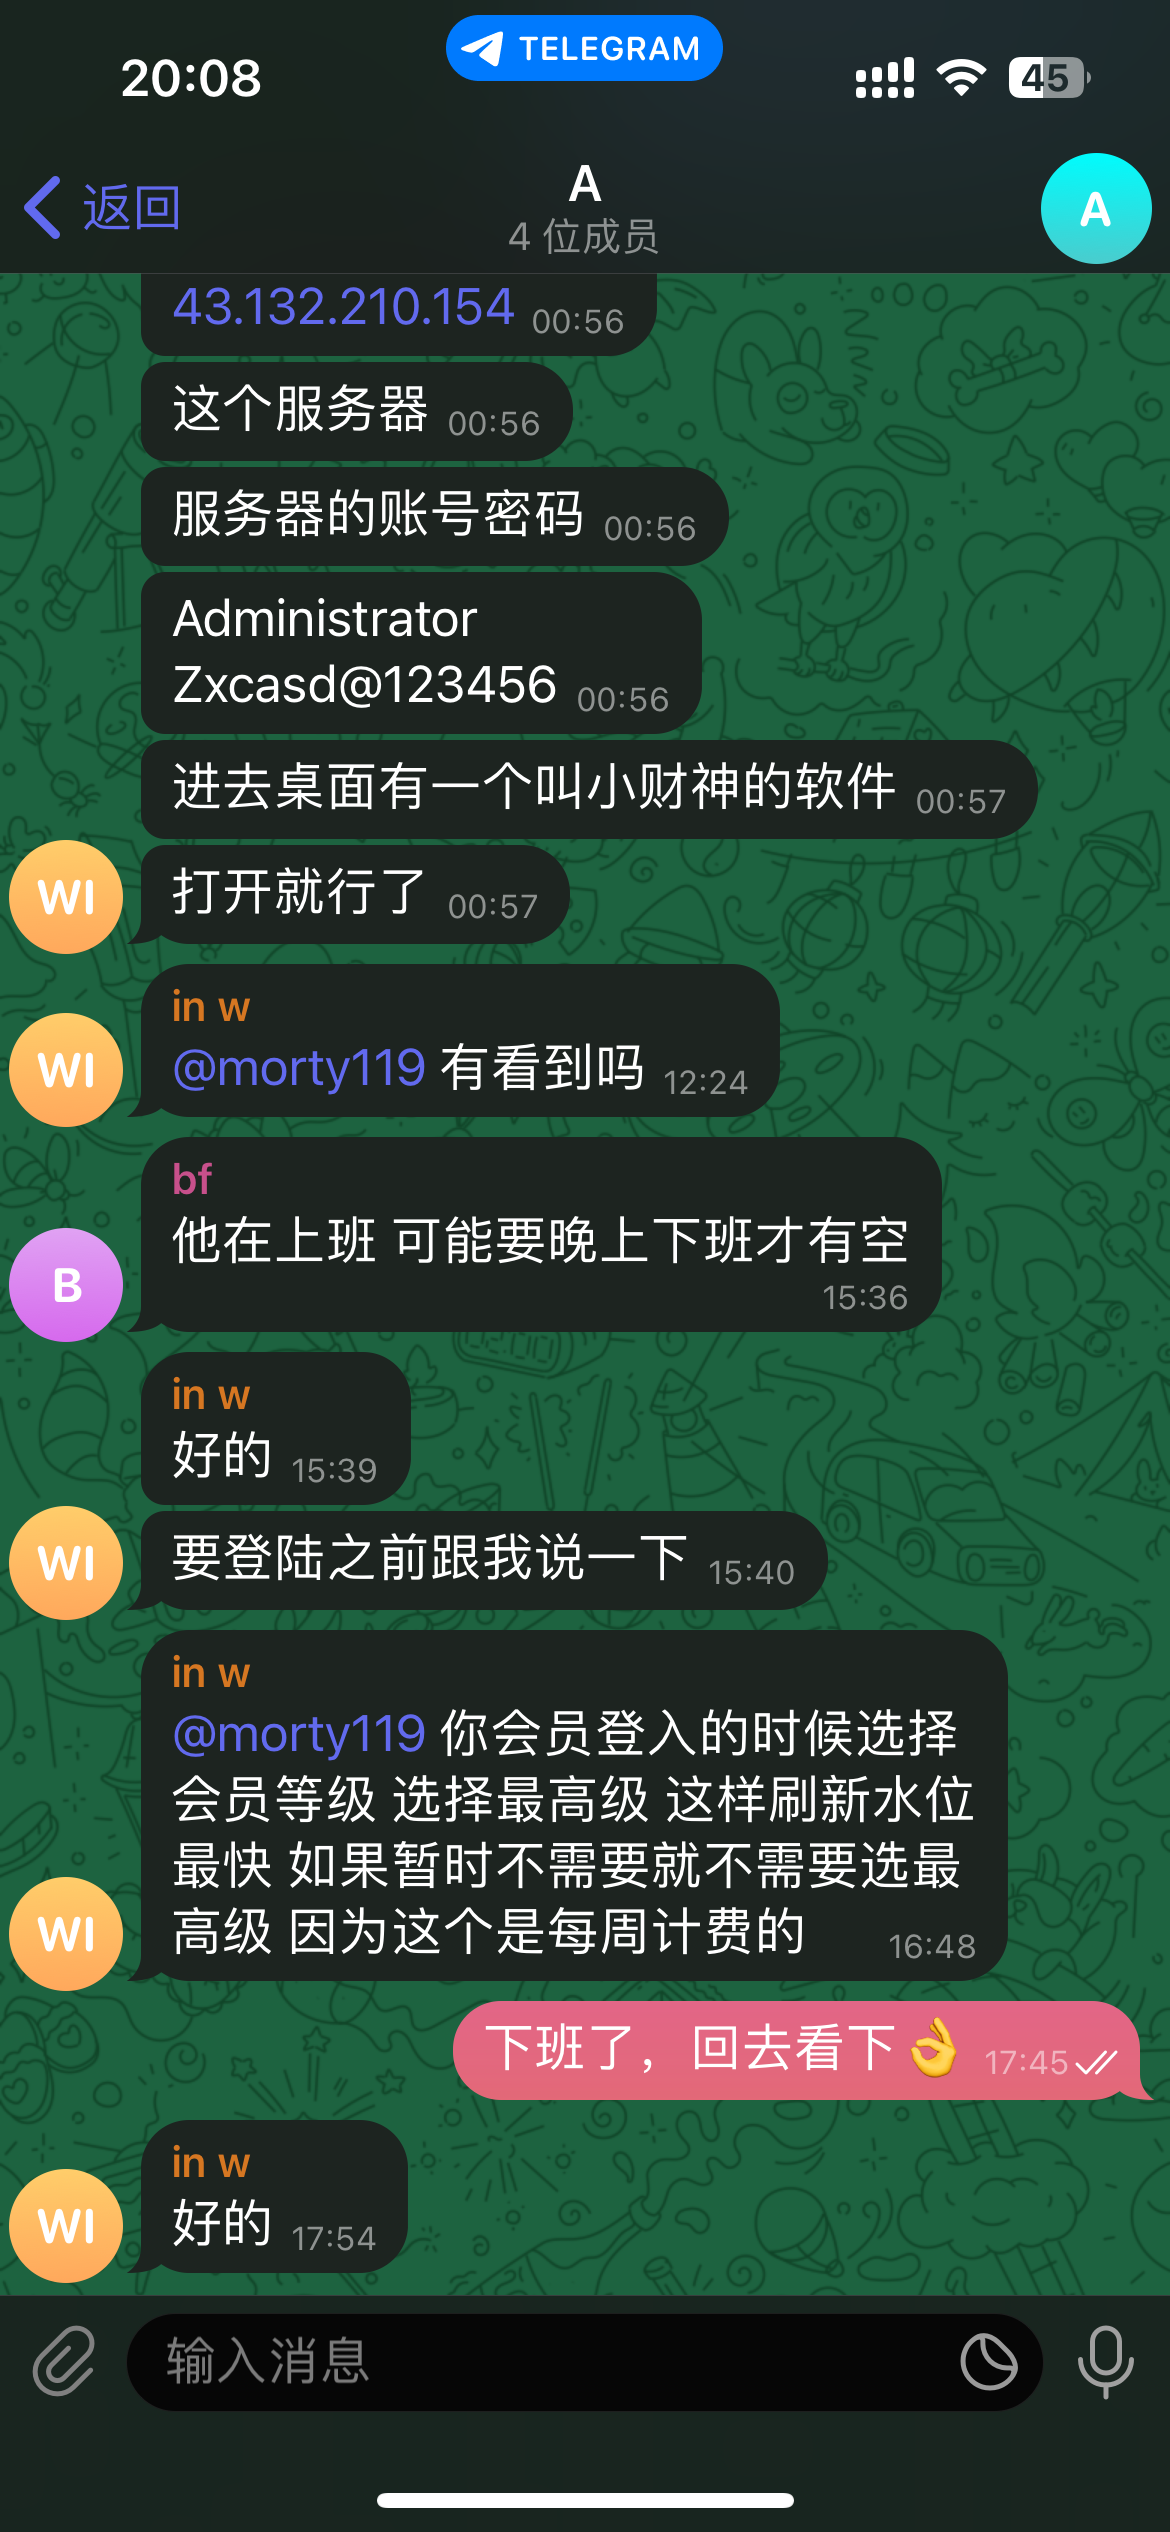 TELEGRAM
20:08
45
返回
A
4 位成员
A
43.132.210.154 00:56
这个服务器 00:56
服务器的账号密码 00:56
Administrator
Zxcasd@123456 00:56
进去桌面有一个叫小财神的软件 00:57
WI
打开就行了 00:57
in w
WI
@morty119 有看到吗 12:24
bf
他在上班 可能要晚上下班才有空
B
15:36
in w
好的 15:39
WI
要登陆之前跟我说一下 15:40
in w
@morty119 你会员登入的时候选择
会员等级 选择最高级 这样刷新水位
最快 如果暂时不需要就不需要选最
WI
高级 因为这个是每周计费的 16:48
下班了，回去看下👌 17:45
in w
WI
好的 17:54
输入消息